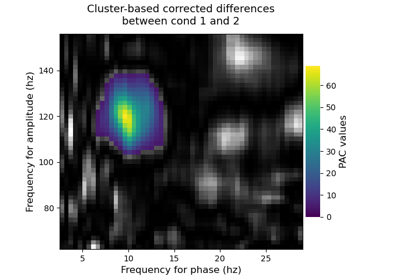 Cluster-based corrected differences
between cond 1 and 2
Frequency for amplitude (hz)
140
120
100
80
5 10 15 20 25
Frequency for phase (hz)
60
50
40
30
20
10
0
PAC values